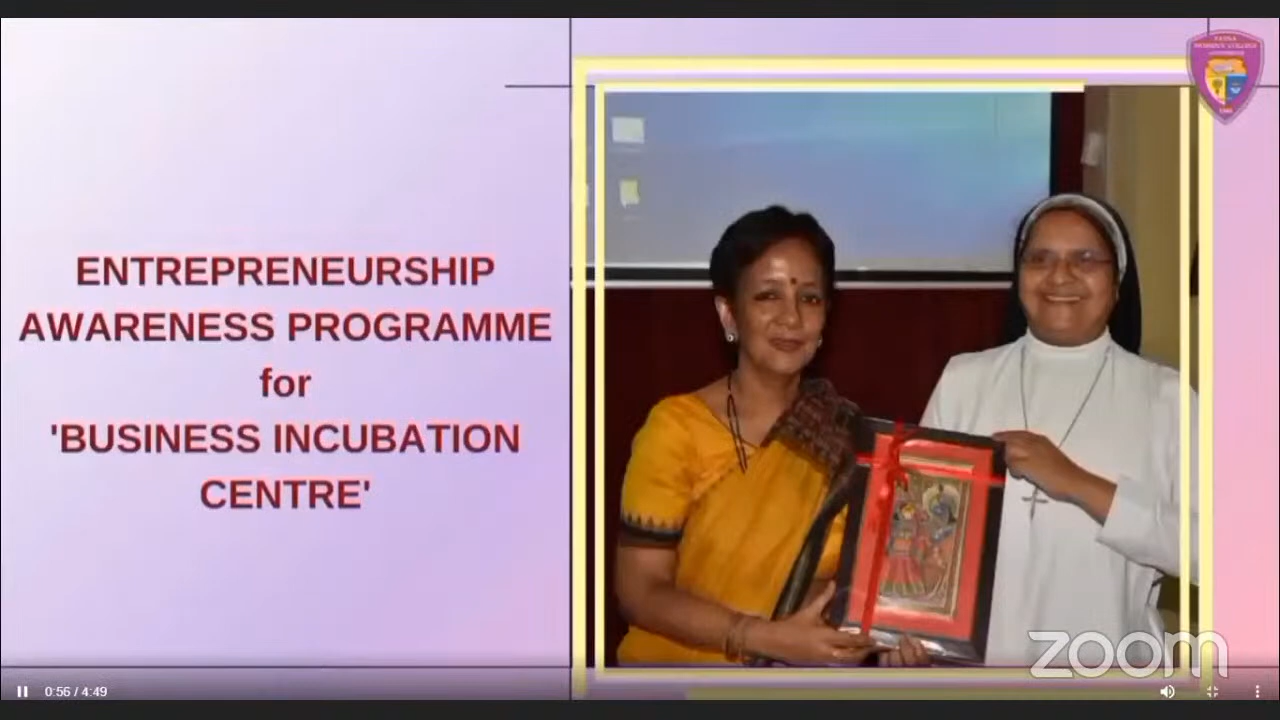 ENTREPRENEURSHIP
AWARENESS PROGRAMME
for
'BUSINESS INCUBATION
CENTRE'
zoom
0:56 / 4:49